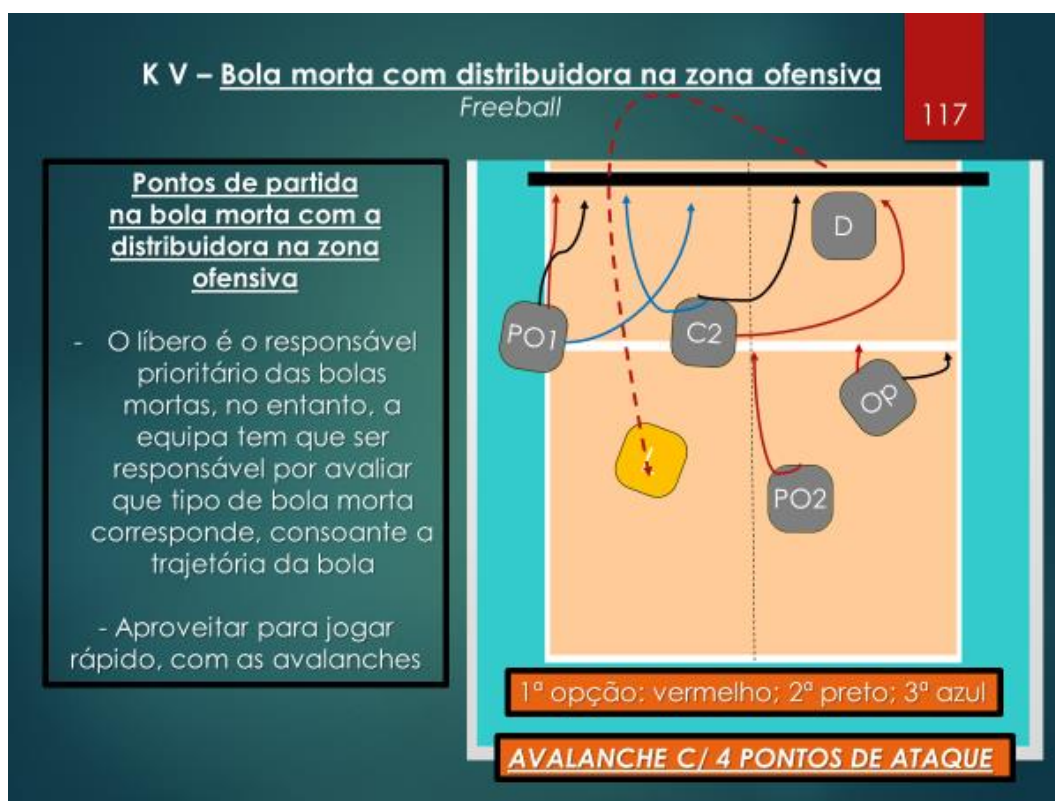 K V – Bola morta com distribuidora na zona ofensiva
Freeball
117
Pontos de partida
na bola morta com a
distribuidora na zona
ofensiva
- O líbero é o responsável
prioritário das bolas
mortas, no entanto, a
equipa tem que ser
responsável por avaliar
que tipo de bola morta
corresponde, consoante a
trajetória da bola
- Aproveitar para jogar
rápido, com as avalanches
D
PO1
C2
Op
PO2
1ª opção: vermelho; 2ª preto; 3ª azul
AVALANCHE C/ 4 PONTOS DE ATAQUE